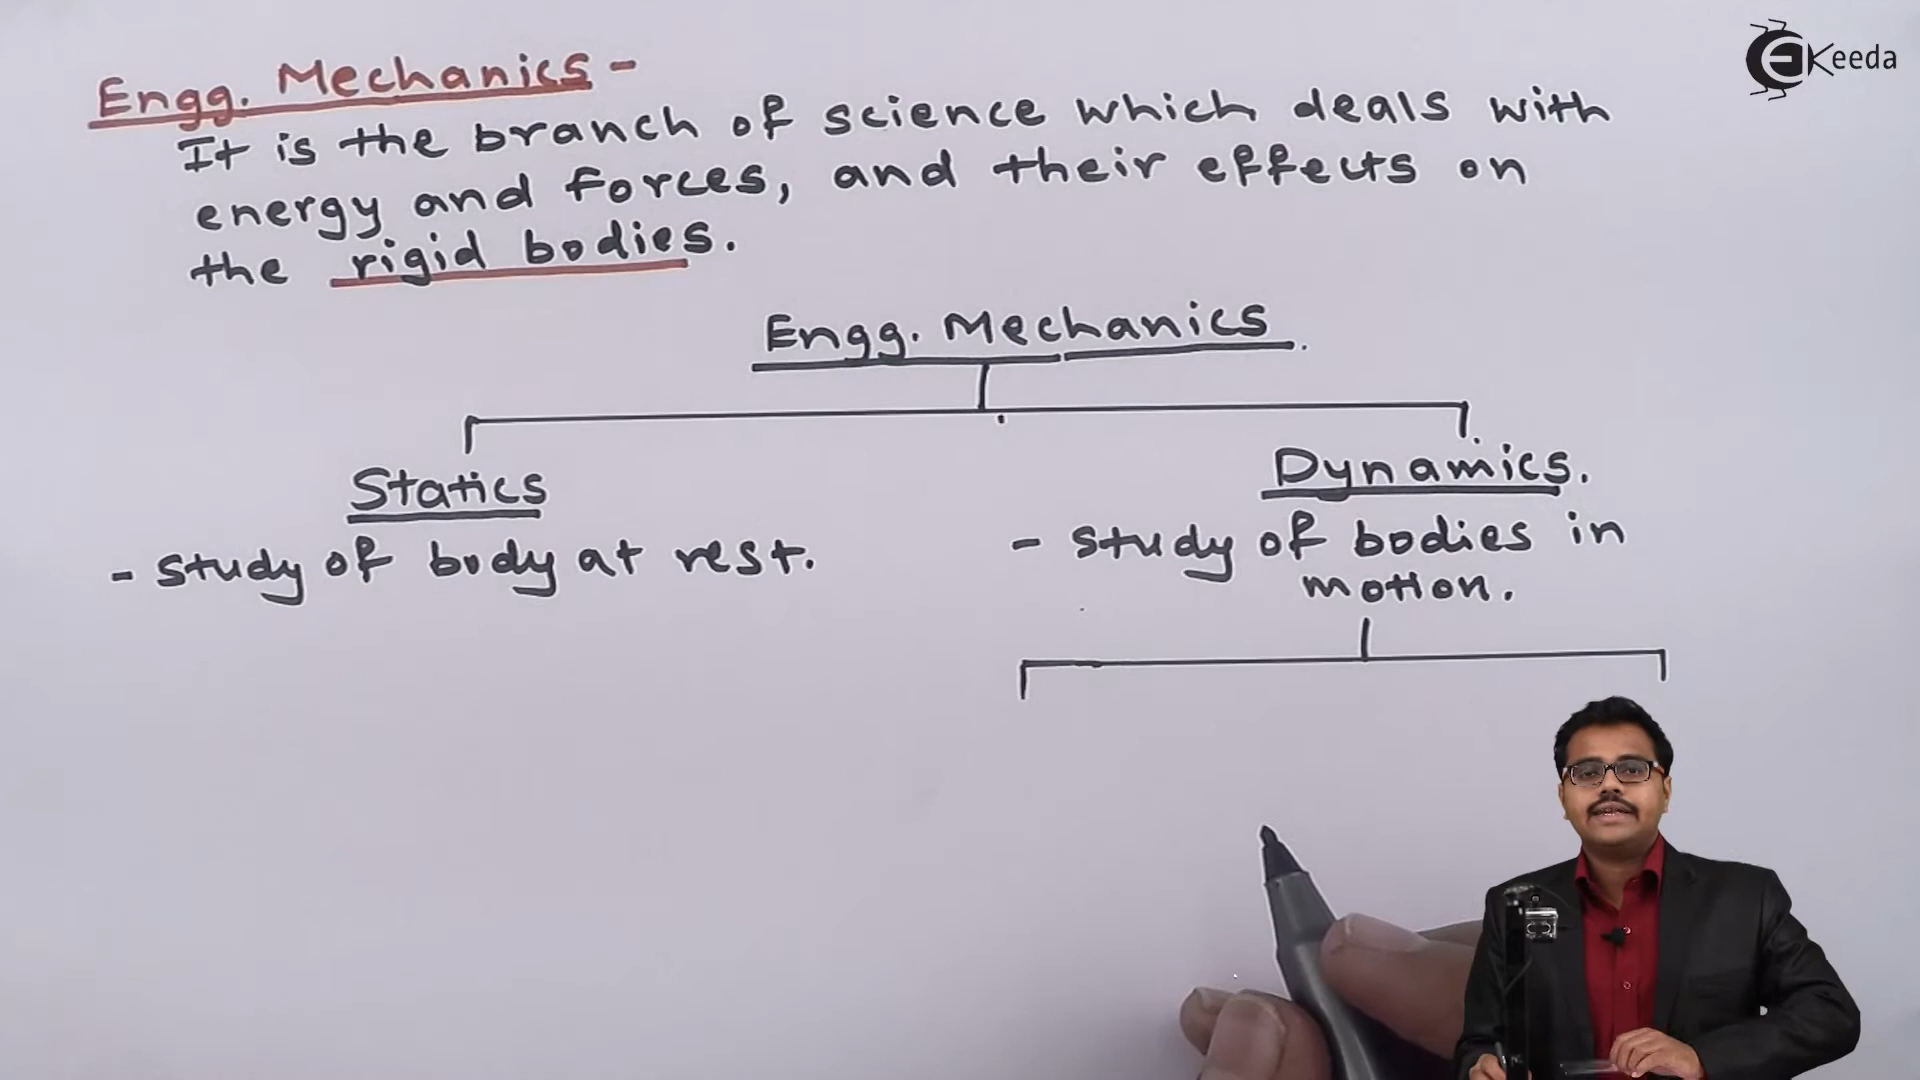 Engg. Mechanics -
It is the branch of science which deals with
energy and forces, and their effects on
the rigid bodies.
Engg. Mechanics.
Statics
- study of body at rest.
Dynamics.
- study of bodies in
motion.
eKeeda